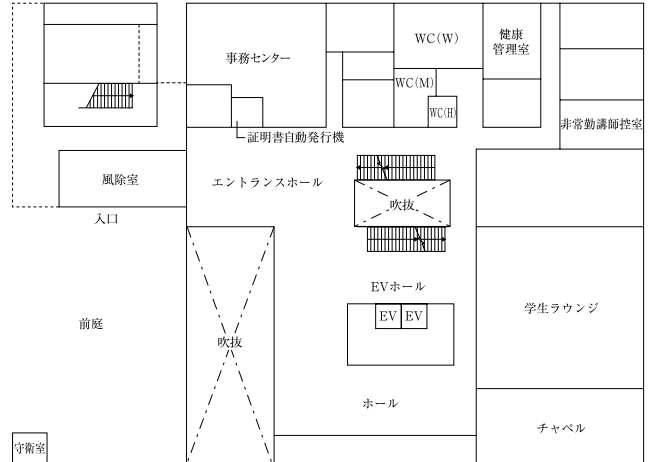 事務センター
WC(W)
健康
管理室
WC(M)
WC(H)
非常勤講師控室
証明書自動発行機
風除室
エントランスホール
吹抜
入口
EVホール
EV
EV
学生ラウンジ
前庭
吹抜
ホール
チャペル
守衛室